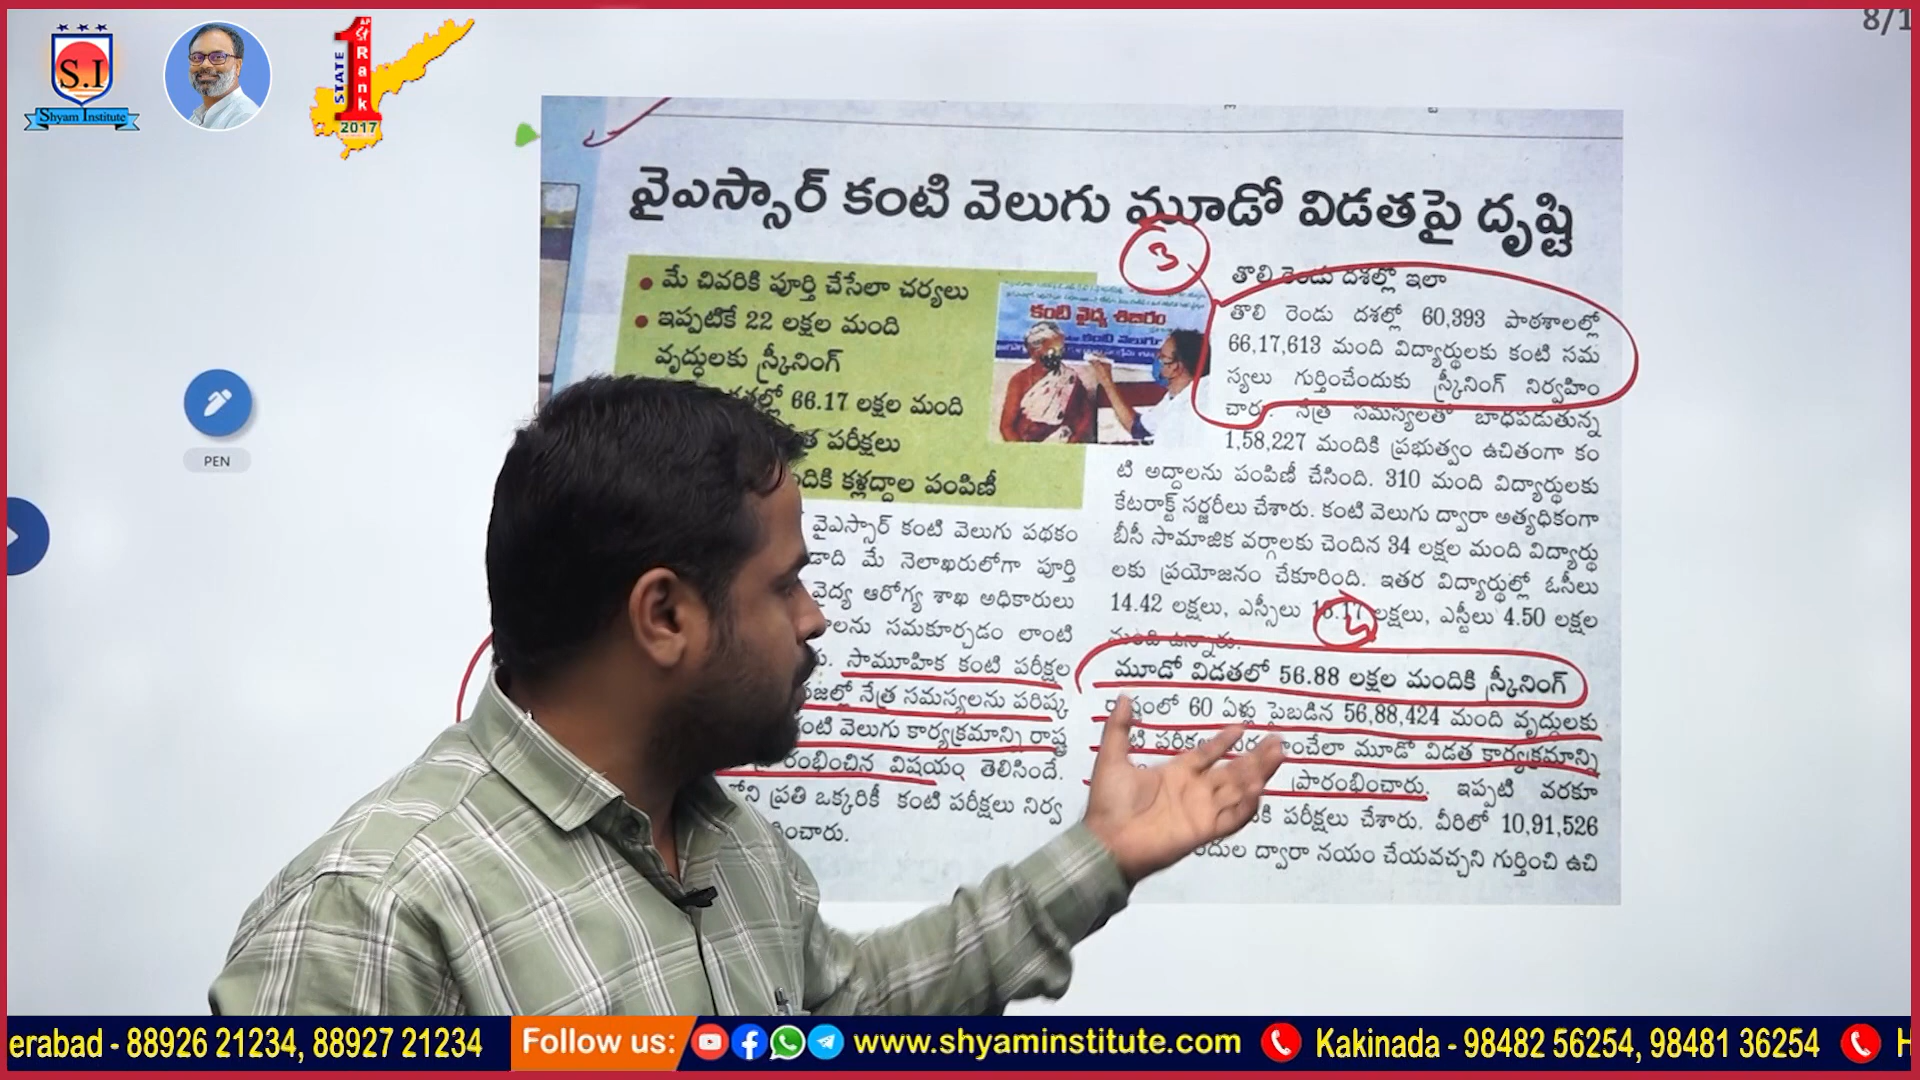 8/1
S.I
Shyam Institute
STATE
1
st
Rank
2017
PEN
వైఎస్సార్ కంటి వెలుగు మూడో విడతపై దృష్టి
3
• మే చివరికి పూర్తి చేసేలా చర్యలు
• ఇప్పటికే 22 లక్షల మంది
వృద్ధులకు స్క్రీనింగ్
66.17 లక్షల మంది
పరీక్షలు
కళ్లద్దాల పంపిణీ
కంటి వైద్య శిబిరం
వైఎస్సార్ కంటి వెలుగు పథకం
మే నెలాఖరులోగా పూర్తి
వైద్య ఆరోగ్య శాఖ అధికారులు
సమకూర్చడం లాంటి
సామూహిక కంటి పరీక్షల
నేత్ర సమస్యలను పరిష్క
వెలుగు కార్యక్రమాన్ని రాష్ట్ర
విషయం తెలిసిందే.
ప్రతి ఒక్కరికీ కంటి పరీక్షలు నిర్వ
తొలి రెండు దశల్లో ఇలా
తొలి రెండు దశల్లో 60,393 పాఠశాలల్లో
66,17,613 మంది విద్యార్థులకు కంటి సమ
స్యలు గుర్తించేందుకు స్క్రీనింగ్ నిర్వహిం
చారు. నేత్ర సమస్యలతో బాధపడుతున్న
1,58,227 మందికి ప్రభుత్వం ఉచితంగా కం
టి అద్దాలను పంపిణీ చేసింది. 310 మంది విద్యార్థులకు
కేటరాక్ట్ సర్జరీలు చేశారు. కంటి వెలుగు ద్వారా అత్యధికంగా
బీసీ సామాజిక వర్గాలకు చెందిన 34 లక్షల మంది విద్యార్థు
లకు ప్రయోజనం చేకూరింది. ఇతర విద్యార్థుల్లో ఓసీలు
14.42 లక్షలు, ఎస్సీలు లక్షలు, ఎస్టీలు 4.50 లక్షల
మంది ఉన్నారు.
మూడో విడతలో 56.88 లక్షల మందికి స్క్రీనింగ్
60 ఏళ్లు పైబడిన 56,88,424 మంది వృద్ధులకు
మూడో విడత కార్యక్రమాన్ని
ప్రారంభించారు. ఇప్పటి వరకూ
పరీక్షలు చేశారు. వీరిలో 10,91,526
ద్వారా నయం చేయవచ్చని గుర్తించి ఉచి
erabad - 88926 21234, 88927 21234 Follow us: www.shyaminstitute.com Kakinada - 98482 56254, 98481 36254 H